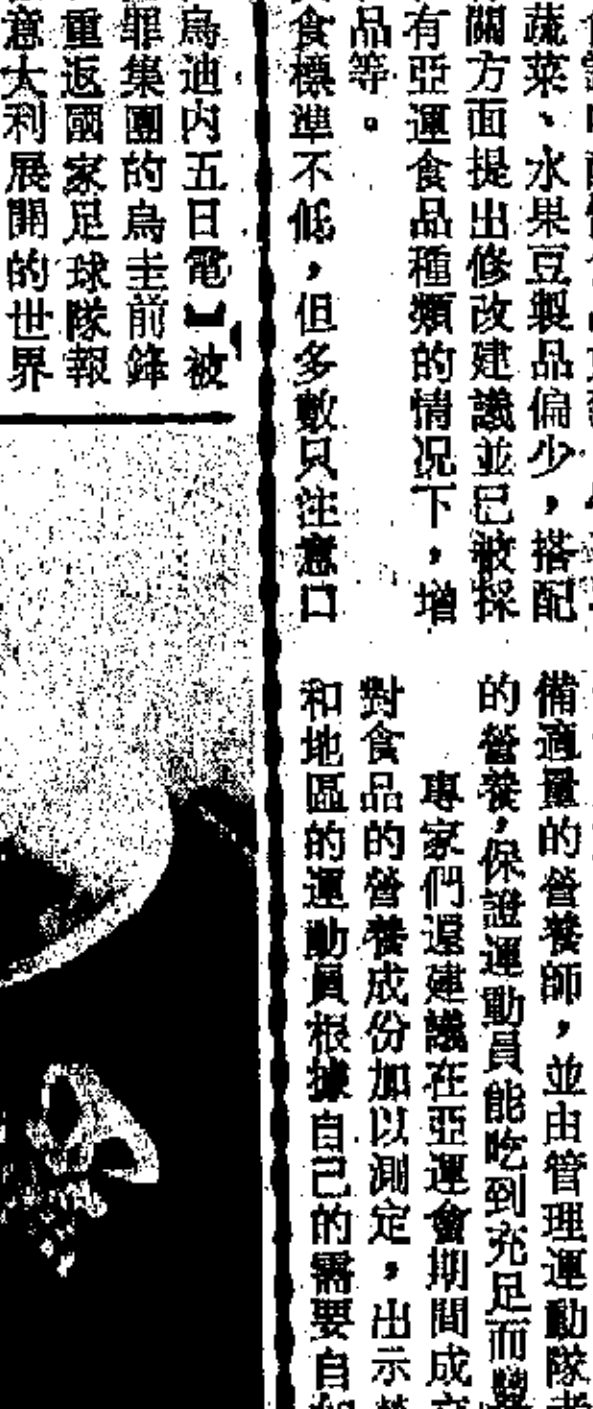 蔬菜、水果豆製品偏少，搭配
關方面提出修改建議並已被採
有亞運食品種類的情況下，增
品等。
食標準不低，但多數只注意口
備適量的營養師，並由管理運動隊
的營養，保證運動員能吃到充足而豐
專家們還建議在亞運會期間成立
對食品的營養成份加以測定，出示
和地區的運動員根據自己的需要自
烏迪内五日電】被
罪集團的烏圭前鋒
重返國家足球隊報
意大利展開的世界